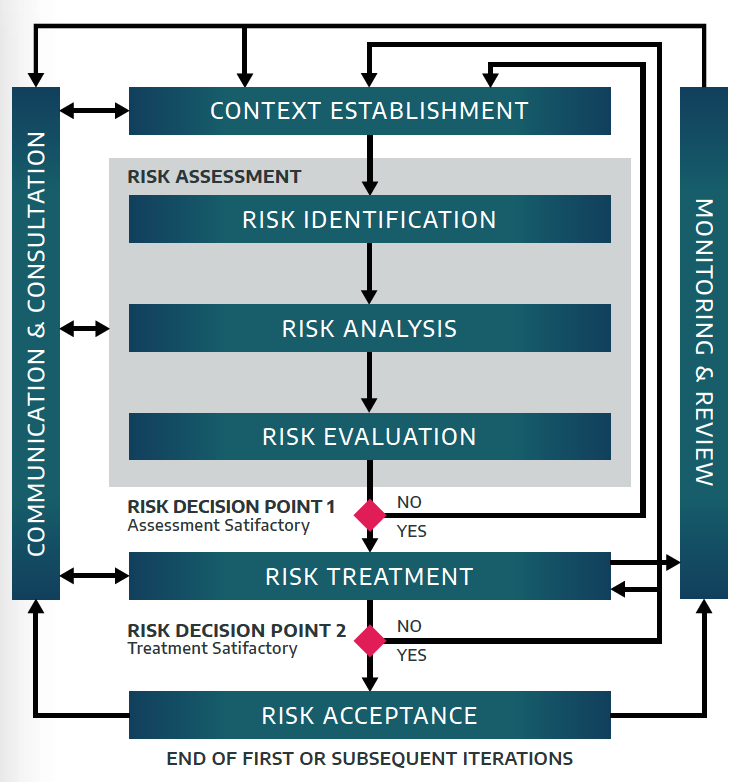 CONTEXT ESTABLISHMENT
RISK ASSESSMENT
RISK IDENTIFICATION
RISK ANALYSIS
RISK EVALUATION
COMMUNICATION & CONSULTATION
MONITORING & REVIEW
RISK DECISION POINT 1
Assessment Satifactory
NO
YES
RISK TREATMENT
RISK DECISION POINT 2
Treatment Satifactory
NO
YES
RISK ACCEPTANCE
END OF FIRST OR SUBSEQUENT ITERATIONS